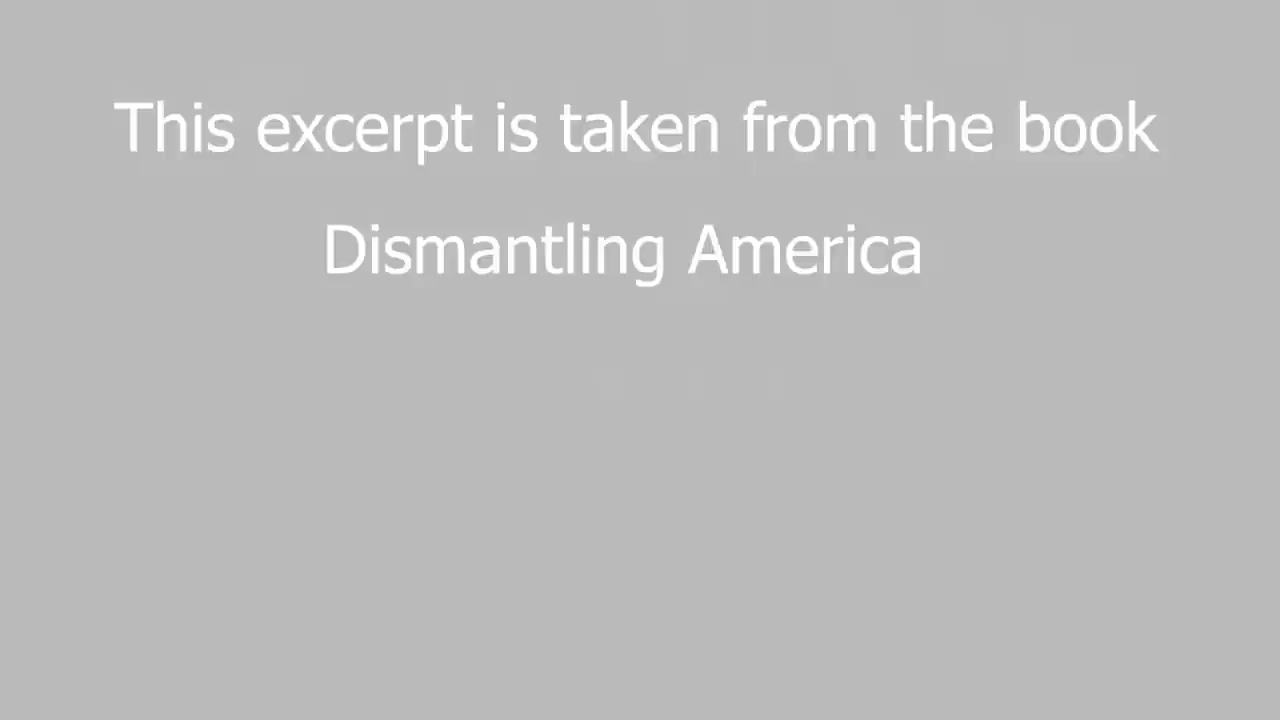 This excerpt is taken from the book
Dismantling America